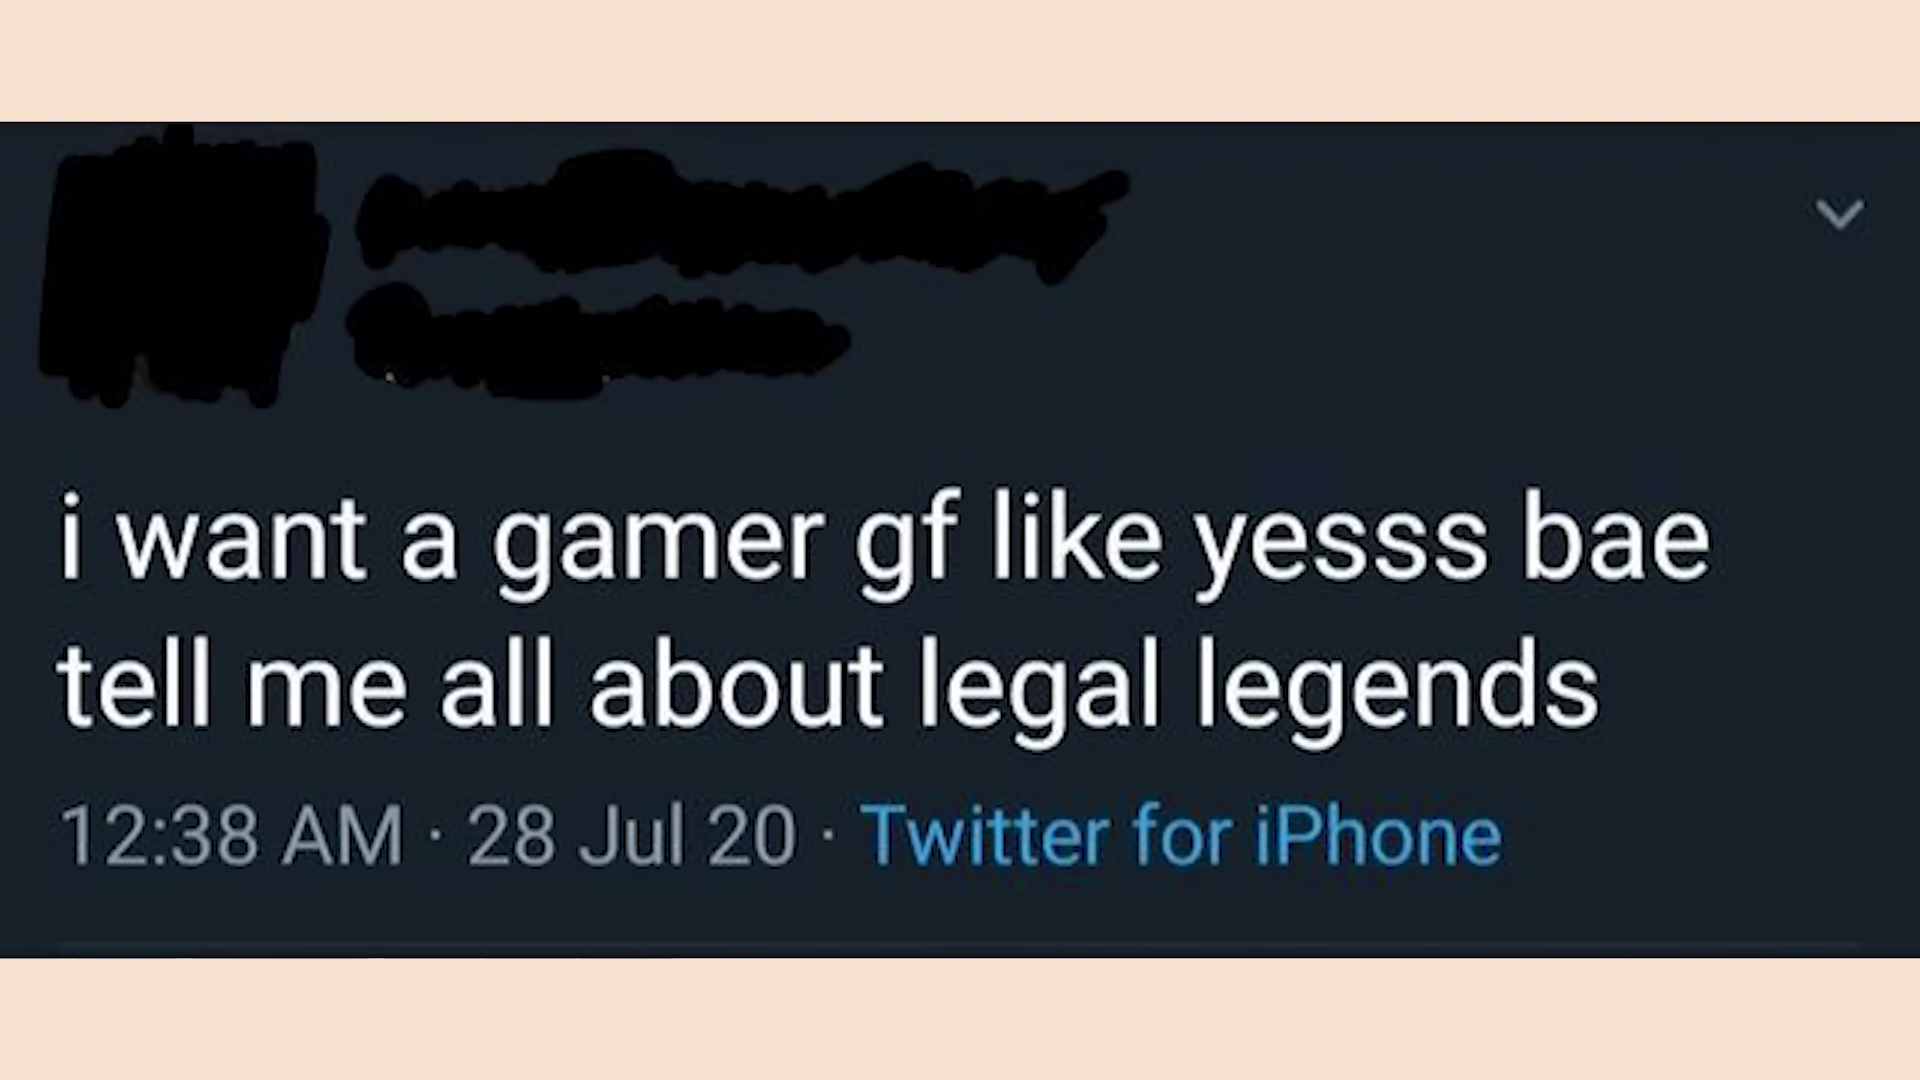 i want a gamer gf like yesss bae
tell me all about legal legends
12:38 AM · 28 Jul 20 · Twitter for iPhone